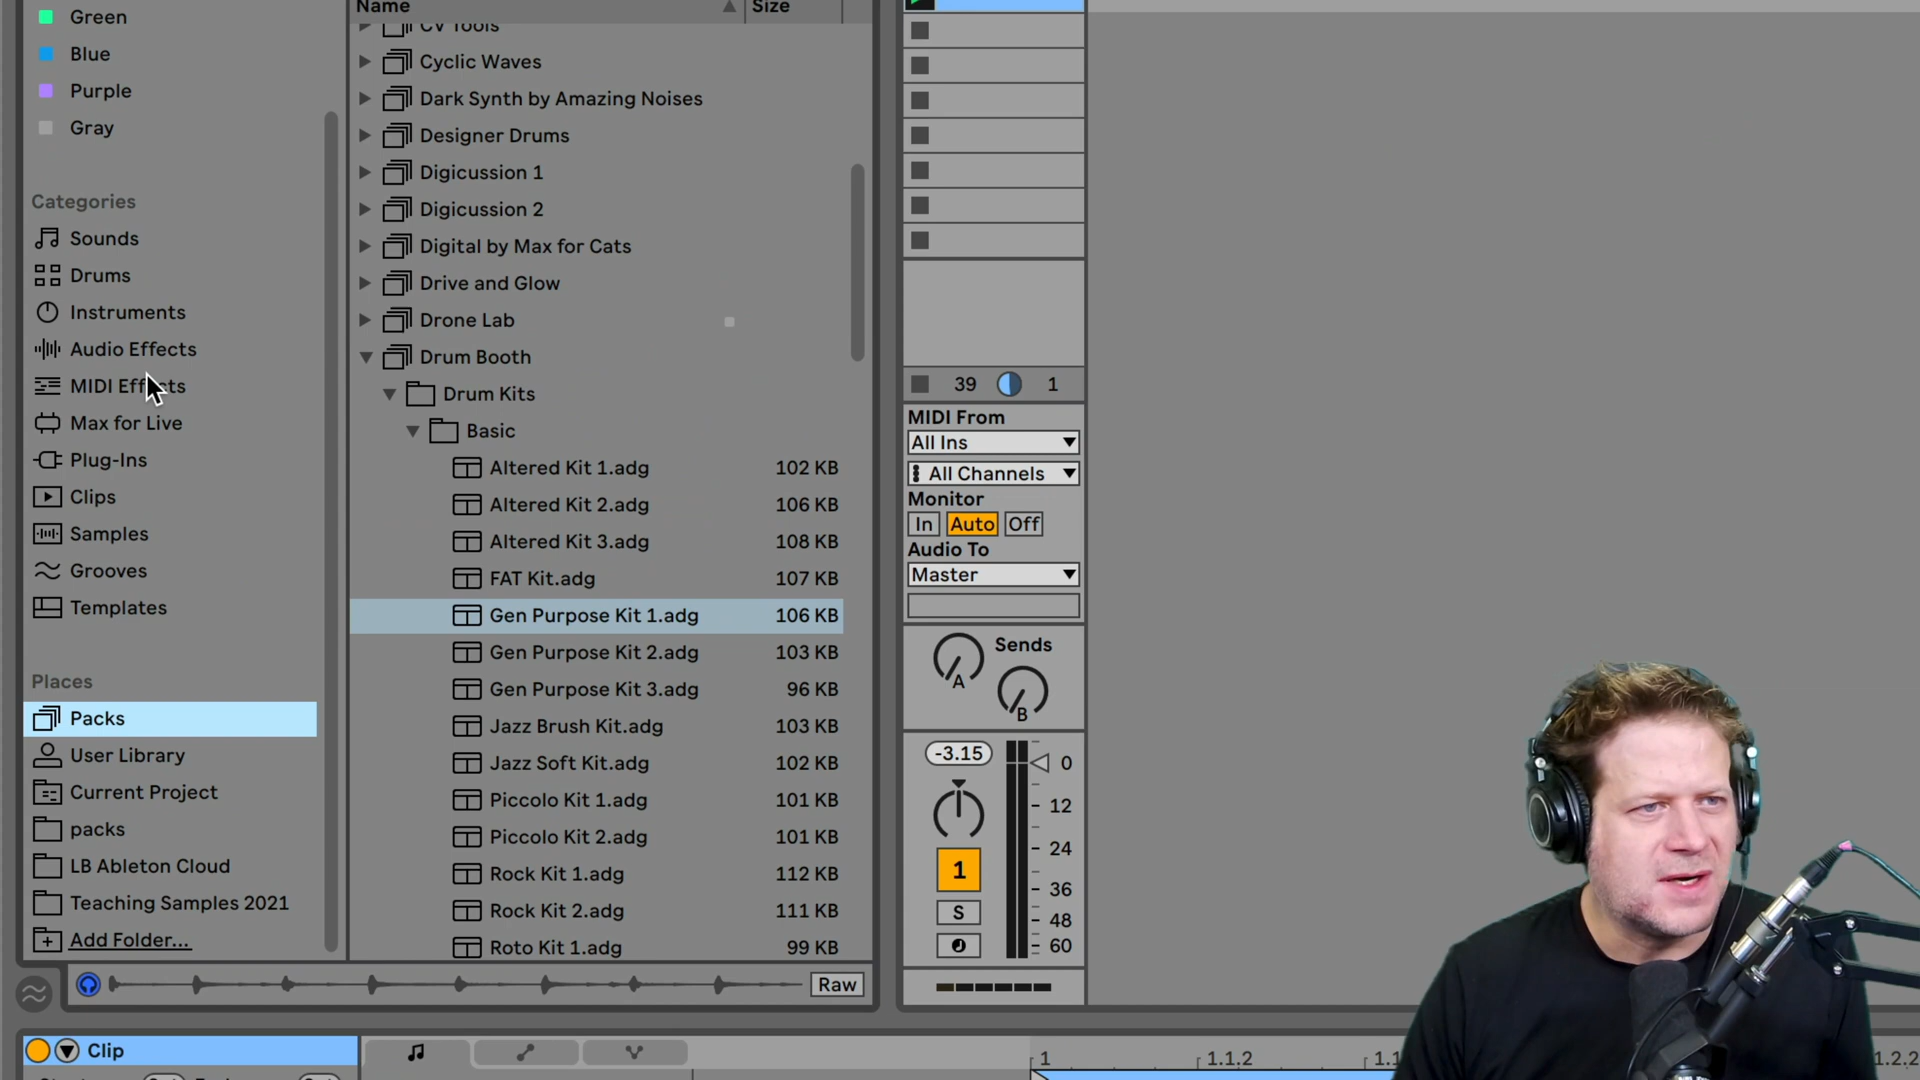 Green
Blue
Purple
Gray
Categories
Sounds
Drums
Instruments
Audio Effects
MIDI Effects
Max for Live
Plug-Ins
Clips
Samples
Grooves
Templates
Places
Packs
User Library
Current Project
packs
LB Ableton Cloud
Teaching Samples 2021
Add Folder...
Name Size
CV Tools
Cyclic Waves
Dark Synth by Amazing Noises
Designer Drums
Digicussion 1
Digicussion 2
Digital by Max for Cats
Drive and Glow
Drone Lab
Drum Booth
Drum Kits
Basic
Altered Kit 1.adg 102 KB
Altered Kit 2.adg 106 KB
Altered Kit 3.adg 108 KB
FAT Kit.adg 107 KB
Gen Purpose Kit 1.adg 106 KB
Gen Purpose Kit 2.adg 103 KB
Gen Purpose Kit 3.adg 96 KB
Jazz Brush Kit.adg 103 KB
Jazz Soft Kit.adg 102 KB
Piccolo Kit 1.adg 101 KB
Piccolo Kit 2.adg 101 KB
Rock Kit 1.adg 112 KB
Rock Kit 2.adg 111 KB
Roto Kit 1.adg 99 KB
Raw
39 1
MIDI From
All Ins
All Channels
Monitor
In Auto Off
Audio To
Master
Sends
A
B
-3.15
0
12
24
36
48
60
1
S
Clip
1 1.1.2